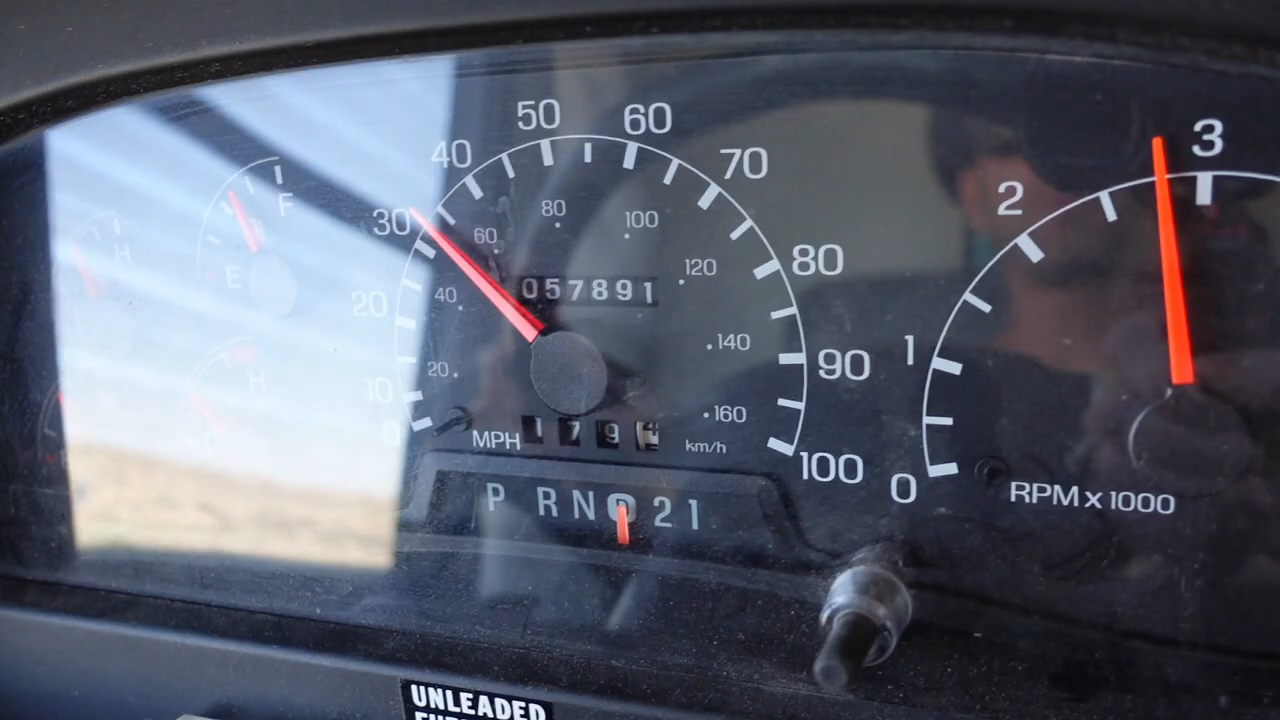 50 60
40 70
30 80
20 90
10 100
0
80 100
60 120
40 140
20 160
057891
179
MPH km/h
P R N D 2 1
F
E
H
H
3
2
1
0
RPM x 1000
UNLEADED